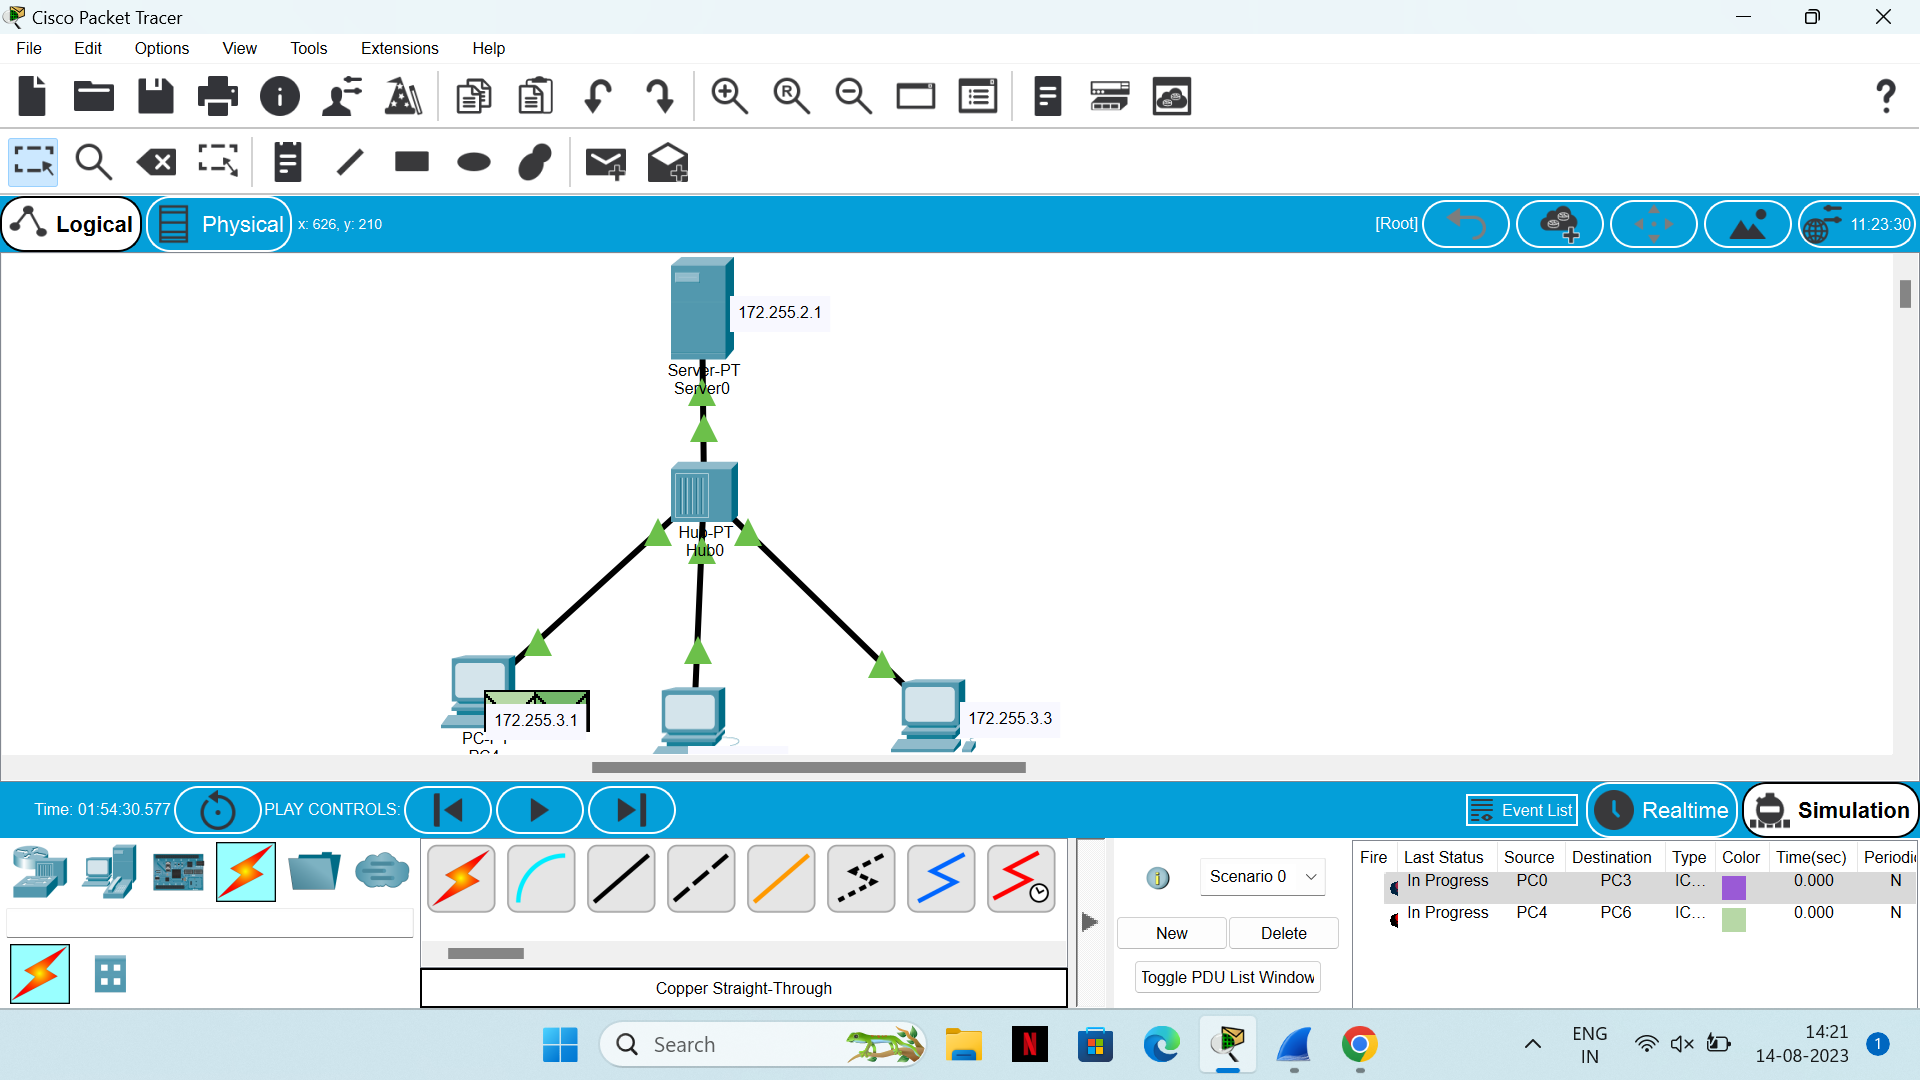 Cisco Packet Tracer
File Edit Options View Tools Extensions Help
Logical Physical x: 626, y: 210 [Root] 11:23:30
172.255.2.1
Server-PT
Server0
Hub-PT
Hub0
172.255.3.1
172.255.3.3
PC-PT
PC4
Time: 01:54:30.577 PLAY CONTROLS: Event List Realtime Simulation
Fire Last Status Source Destination Type Color Time(sec) Periodic
In Progress PC0 PC3 IC... 0.000 N
In Progress PC4 PC6 IC... 0.000 N
Scenario 0
New Delete
Toggle PDU List Window
Copper Straight-Through
Search
ENG
IN
14:21
14-08-2023
1